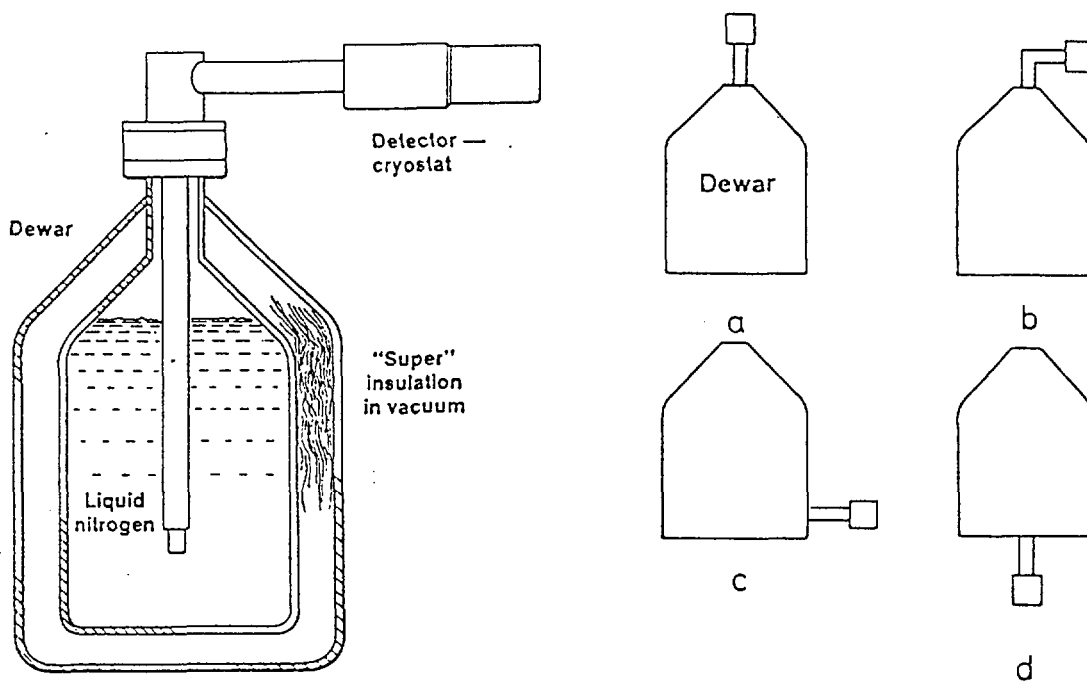 Detector —
cryostat
Dewar
"Super"
insulation
in vacuum
Liquid
nitrogen
Dewar
a
b
c
d